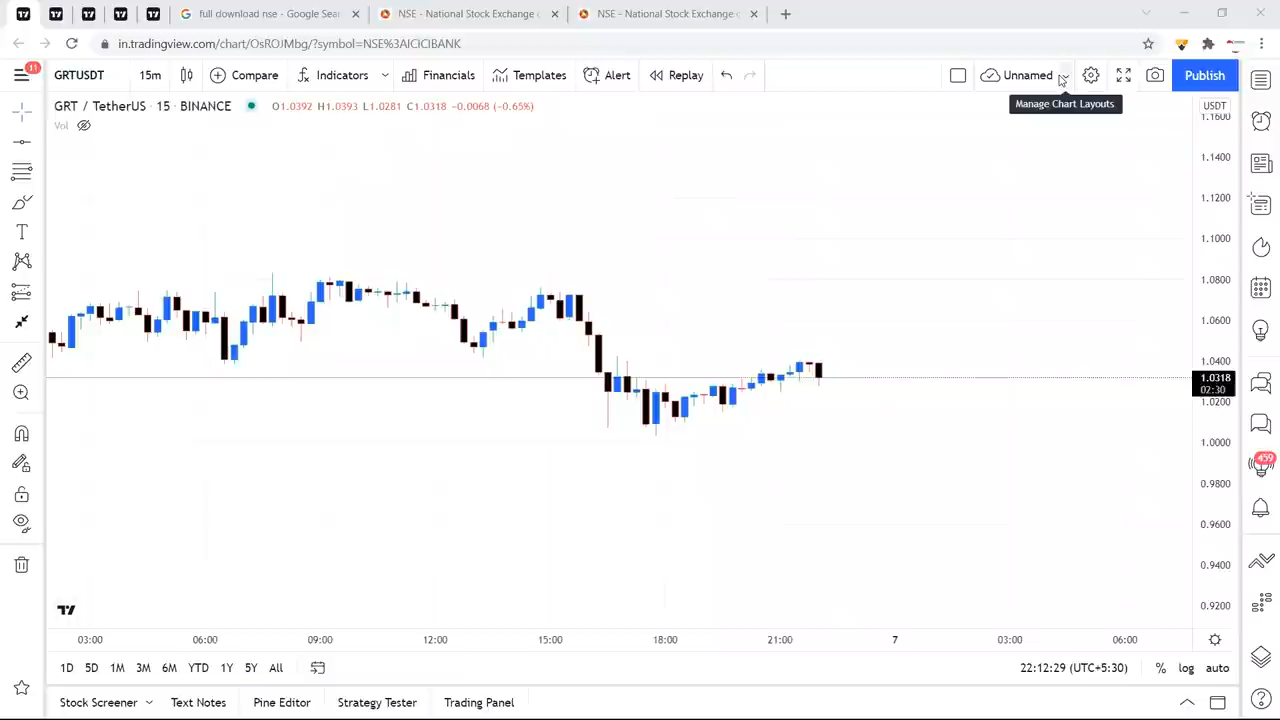 full download nse - Google Sear
NSE - National Stock Exchange o
NSE - National Stock Exchange o
in.tradingview.com/chart/OsROJMbg/?symbol=NSE%3AICICIBANK
11
GRTUSDT 15m Compare Indicators Financials Templates Alert Replay Unnamed Publish
Manage Chart Layouts
GRT / TetherUS · 15 · BINANCE O1.0392 H1.0393 L1.0281 C1.0318 −0.0068 (−0.65%)
Vol
USDT
1.1600
1.1400
1.1200
1.1000
1.0800
1.0600
1.0400
1.0318
02:30
1.0200
1.0000
0.9800
0.9600
0.9400
0.9200
459
03:00 06:00 09:00 12:00 15:00 18:00 21:00 7 03:00 06:00
1D 5D 1M 3M 6M YTD 1Y 5Y All 22:12:29 (UTC+5:30) % log auto
Stock Screener Text Notes Pine Editor Strategy Tester Trading Panel